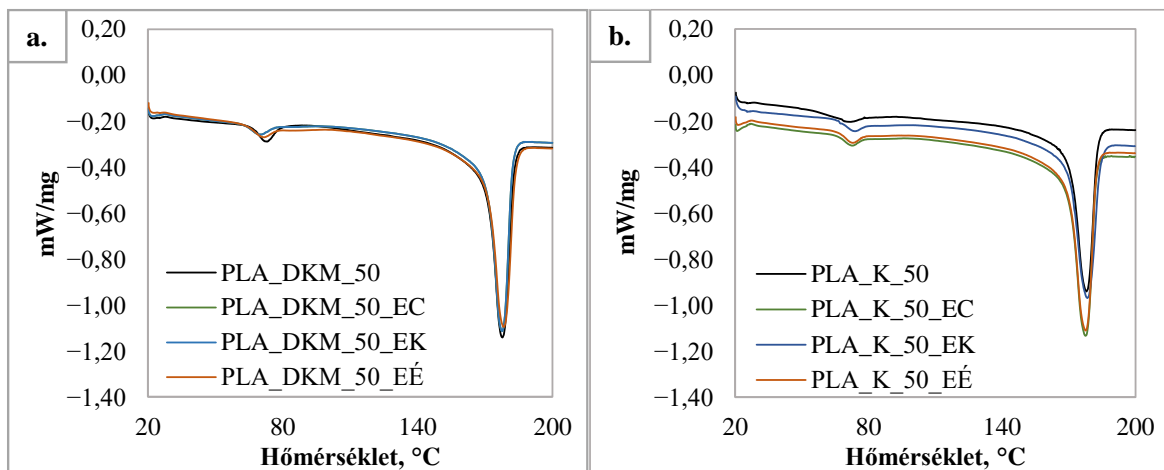 a.
mW/mg
0,20
0,00
−0,20
−0,40
−0,60
−0,80
−1,00
−1,20
−1,40
PLA_DKM_50
PLA_DKM_50_EC
PLA_DKM_50_EK
PLA_DKM_50_EÉ
20 80 140 200
Hőmérséklet, °C
b.
mW/mg
0,20
0,00
−0,20
−0,40
−0,60
−0,80
−1,00
−1,20
−1,40
PLA_K_50
PLA_K_50_EC
PLA_K_50_EK
PLA_K_50_EÉ
20 80 140 200
Hőmérséklet, °C